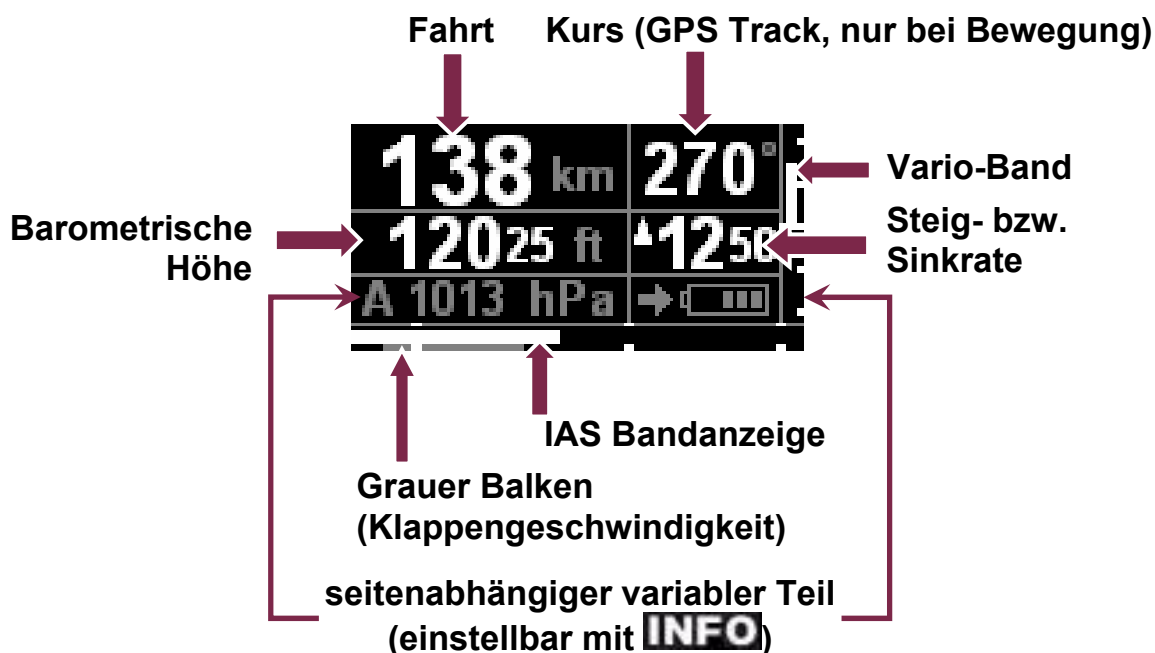 Fahrt
Kurs (GPS Track, nur bei Bewegung)
138 km
270°
Vario-Band
Barometrische
Höhe
12025 ft
1250
Steig- bzw.
Sinkrate
A 1013 hPa
IAS Bandanzeige
Grauer Balken
(Klappengeschwindigkeit)
seitenabhängiger variabler Teil
(einstellbar mit INFO)